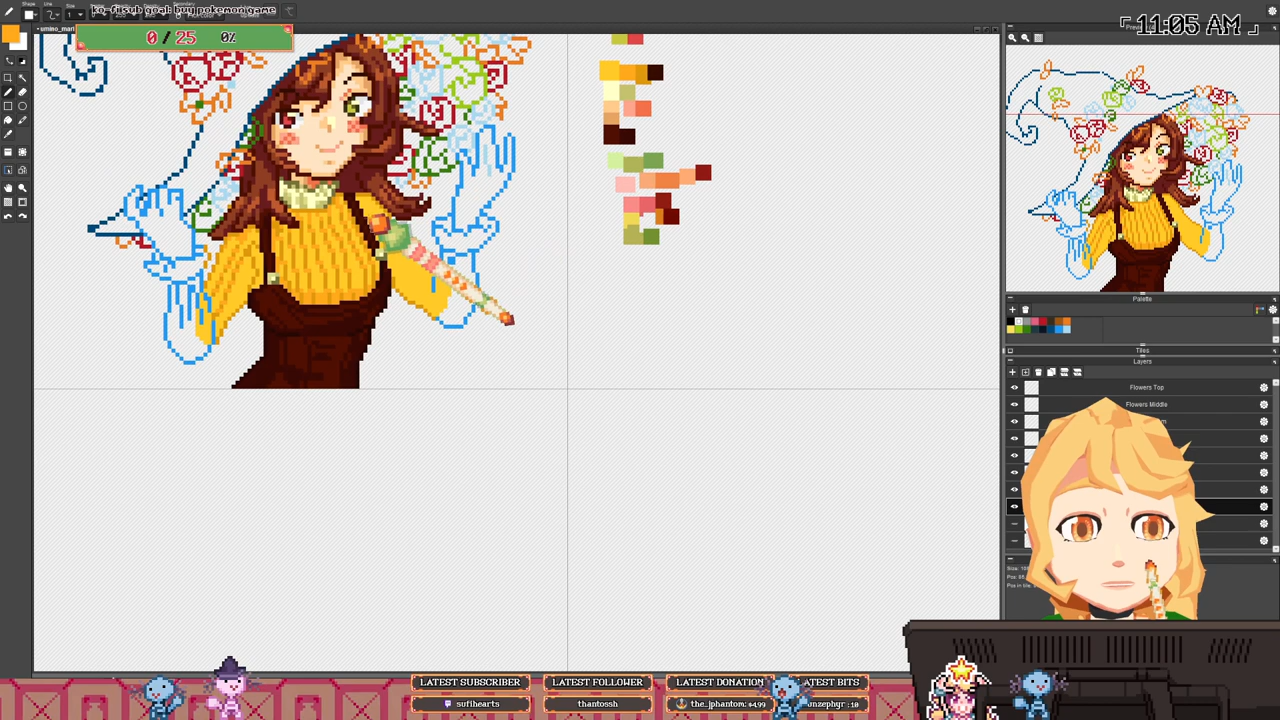 ko-fi/sub goal: buy pokemon game
0 / 25 0%
11:05 AM
Palette
Tiles
Layers
Flowers Top
Flowers Middle
LATEST SUBSCRIBER
LATEST FOLLOWER
LATEST DONATION
ATEST BITS
sufihearts
thantossh
the_jphantom: $4.99
onzephyr : 10